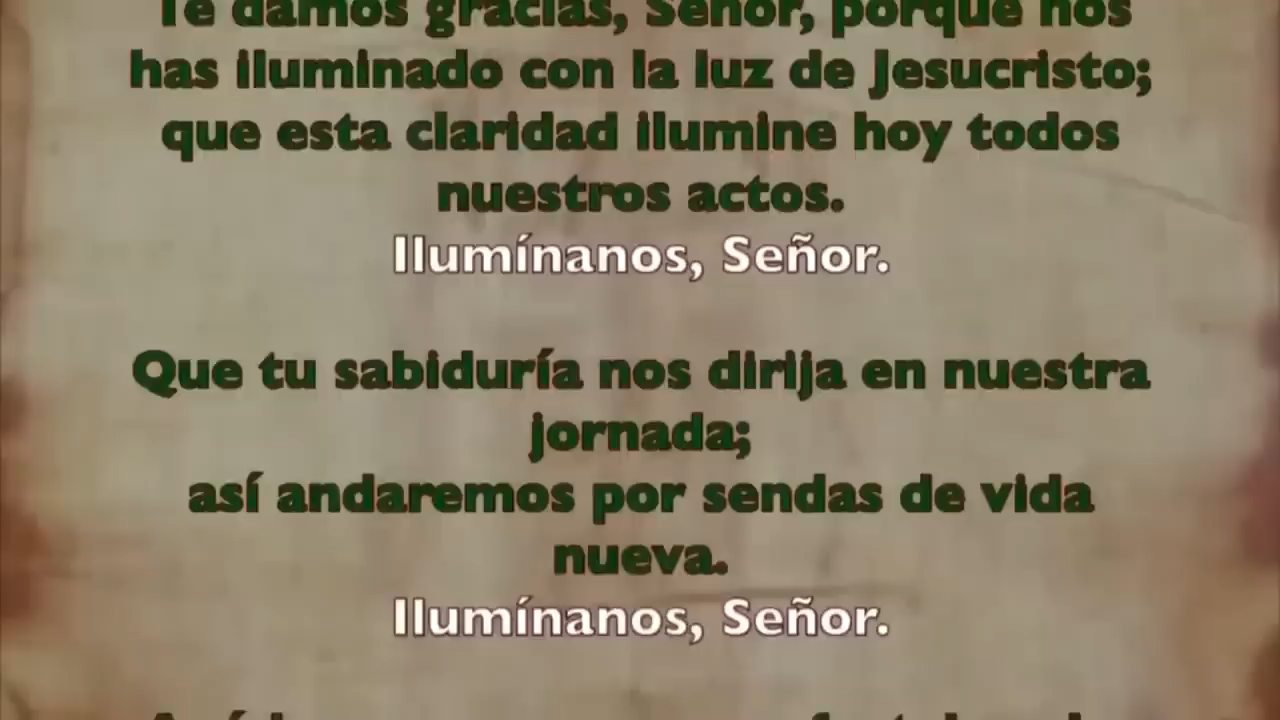 Te damos gracias, Señor, porque nos
has iluminado con la luz de Jesucristo;
que esta claridad ilumine hoy todos
nuestros actos.
Ilumínanos, Señor.
Que tu sabiduría nos dirija en nuestra
jornada;
así andaremos por sendas de vida
nueva.
Ilumínanos, Señor.